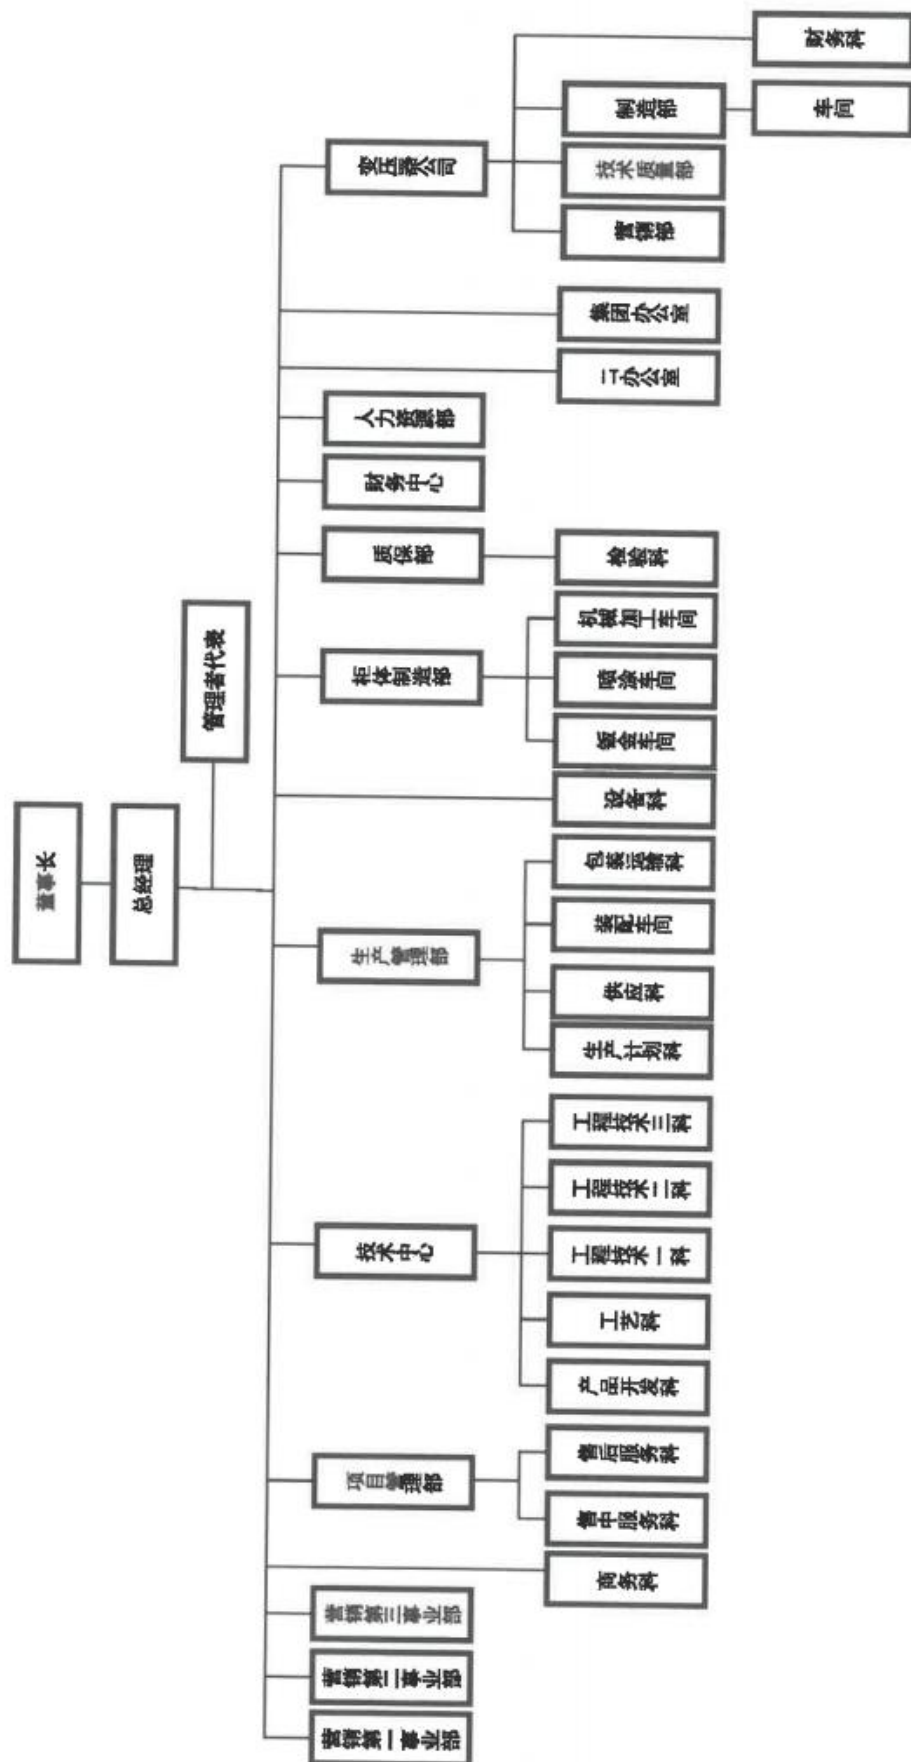 董事长
总经理
管理者代表
营销第一事业部
营销第二事业部
营销第三事业部
商务科
项目管理部
售中服务科
售后服务科
技术中心
产品开发科
工艺科
工程技术一科
工程技术二科
工程技术三科
生产管理部
生产计划科
供应科
装配车间
包装运输科
设备科
柜体制造部
钣金车间
喷涂车间
机械加工车间
质保部
检验科
财务中心
人力资源部
IT办公室
集团办公室
变压器公司
营销部
技术质量部
制造部
车间
财务科